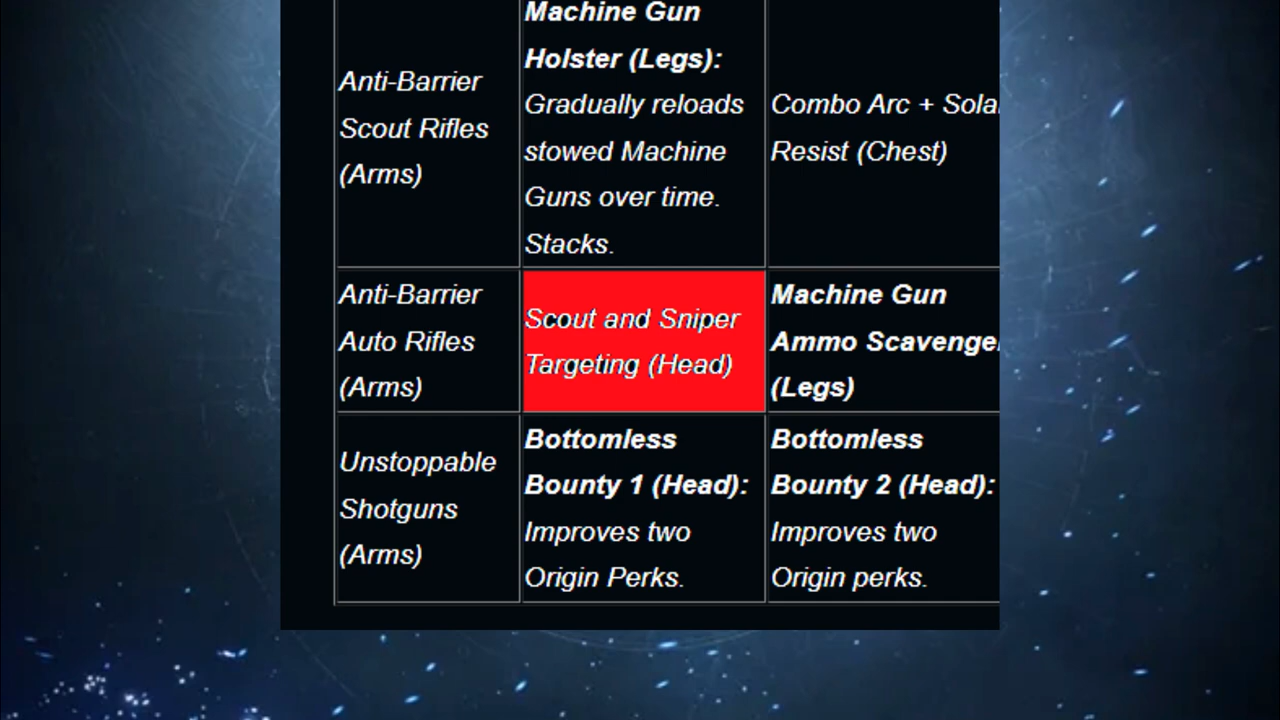 Anti-Barrier
Scout Rifles
(Arms)
Machine Gun
Holster (Legs):
Gradually reloads
stowed Machine
Guns over time.
Stacks.
Combo Arc +
Resist (Chest)
Anti-Barrier
Auto Rifles
(Arms)
Scout and Sniper
Targeting (Head)
Machine Gun
Ammo
(Legs)
Unstoppable
Shotguns
(Arms)
Bottomless
Bounty 1 (Head):
Improves two
Origin Perks.
Bottomless
Bounty 2 (Head):
Improves two
Origin perks.